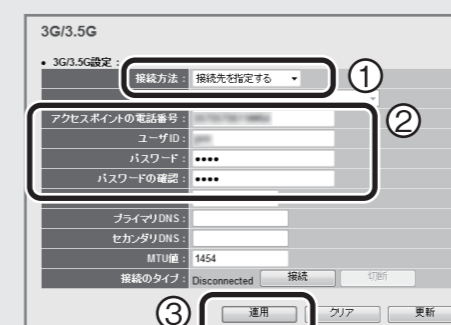 3G/3.5G
• 3G/3.5G設定：
接続方法： 接続先を指定する ①
アクセスポイントの電話番号： ②
ユーザID：
パスワード： ••••
パスワードの確認： ••••
プライマリDNS：
セカンダリDNS：
MTU値： 1454
接続のタイプ： Disconnected 接続 切断
③ 適用 クリア 更新